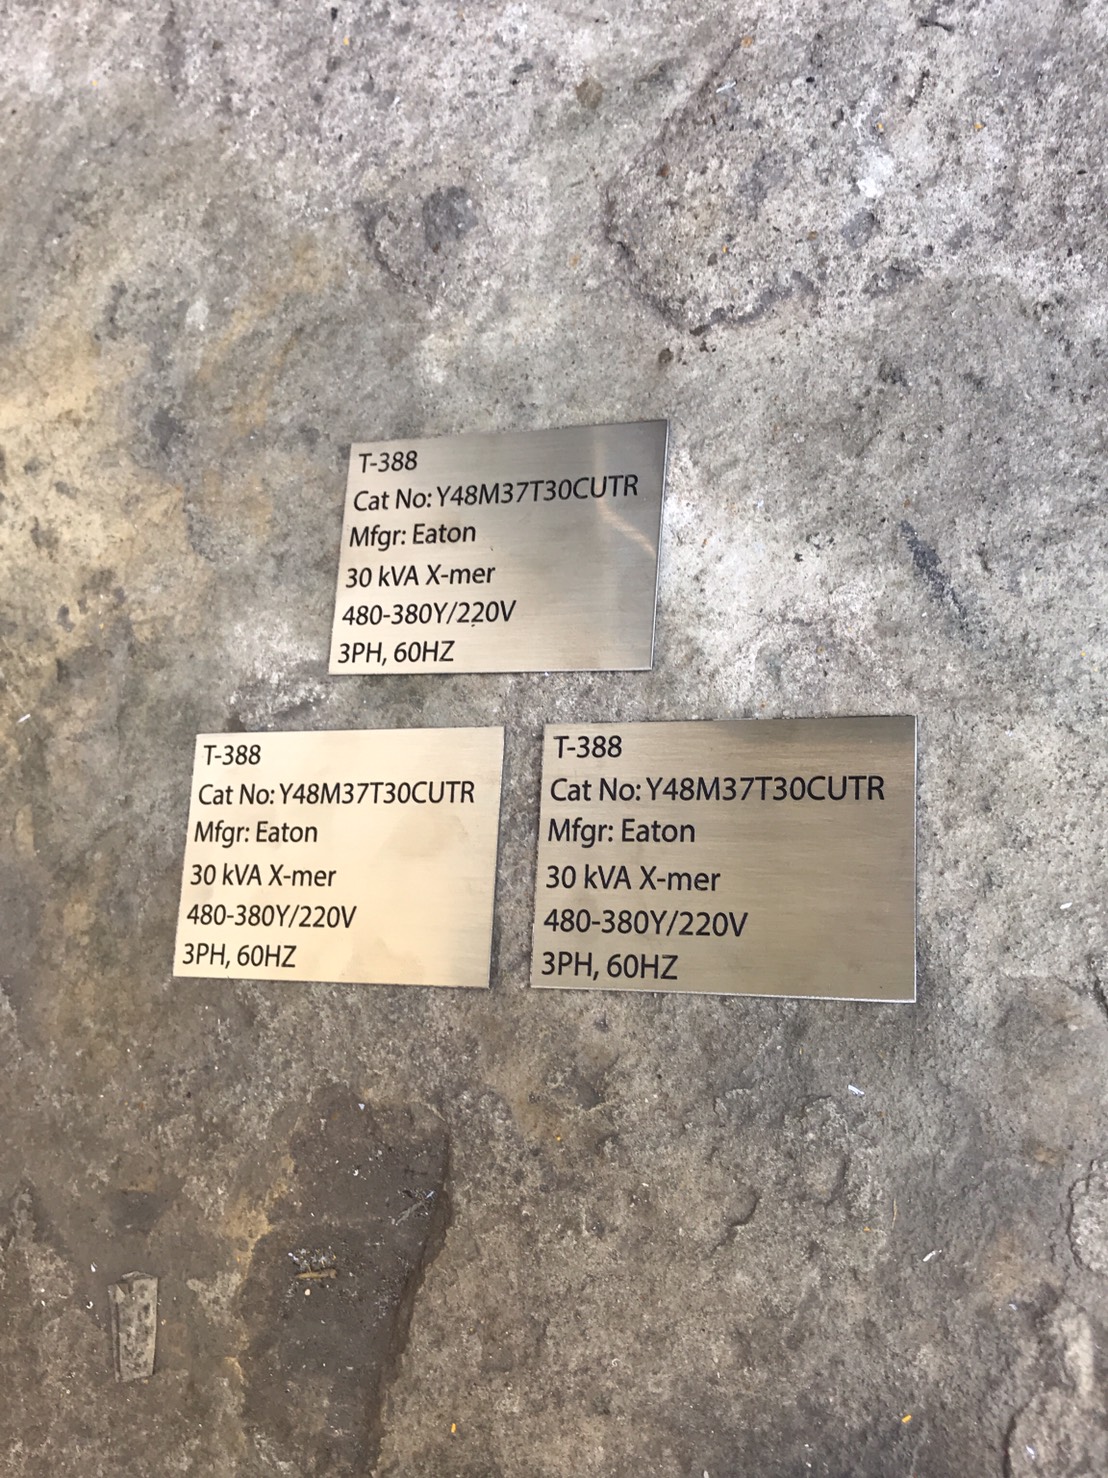 T-388
Cat No: Y48M37T30CUTR
Mfgr: Eaton
30 kVA X-mer
480-380Y/220V
3PH, 60HZ
T-388
Cat No: Y48M37T30CUTR
Mfgr: Eaton
30 kVA X-mer
480-380Y/220V
3PH, 60HZ
T-388
Cat No: Y48M37T30CUTR
Mfgr: Eaton
30 kVA X-mer
480-380Y/220V
3PH, 60HZ